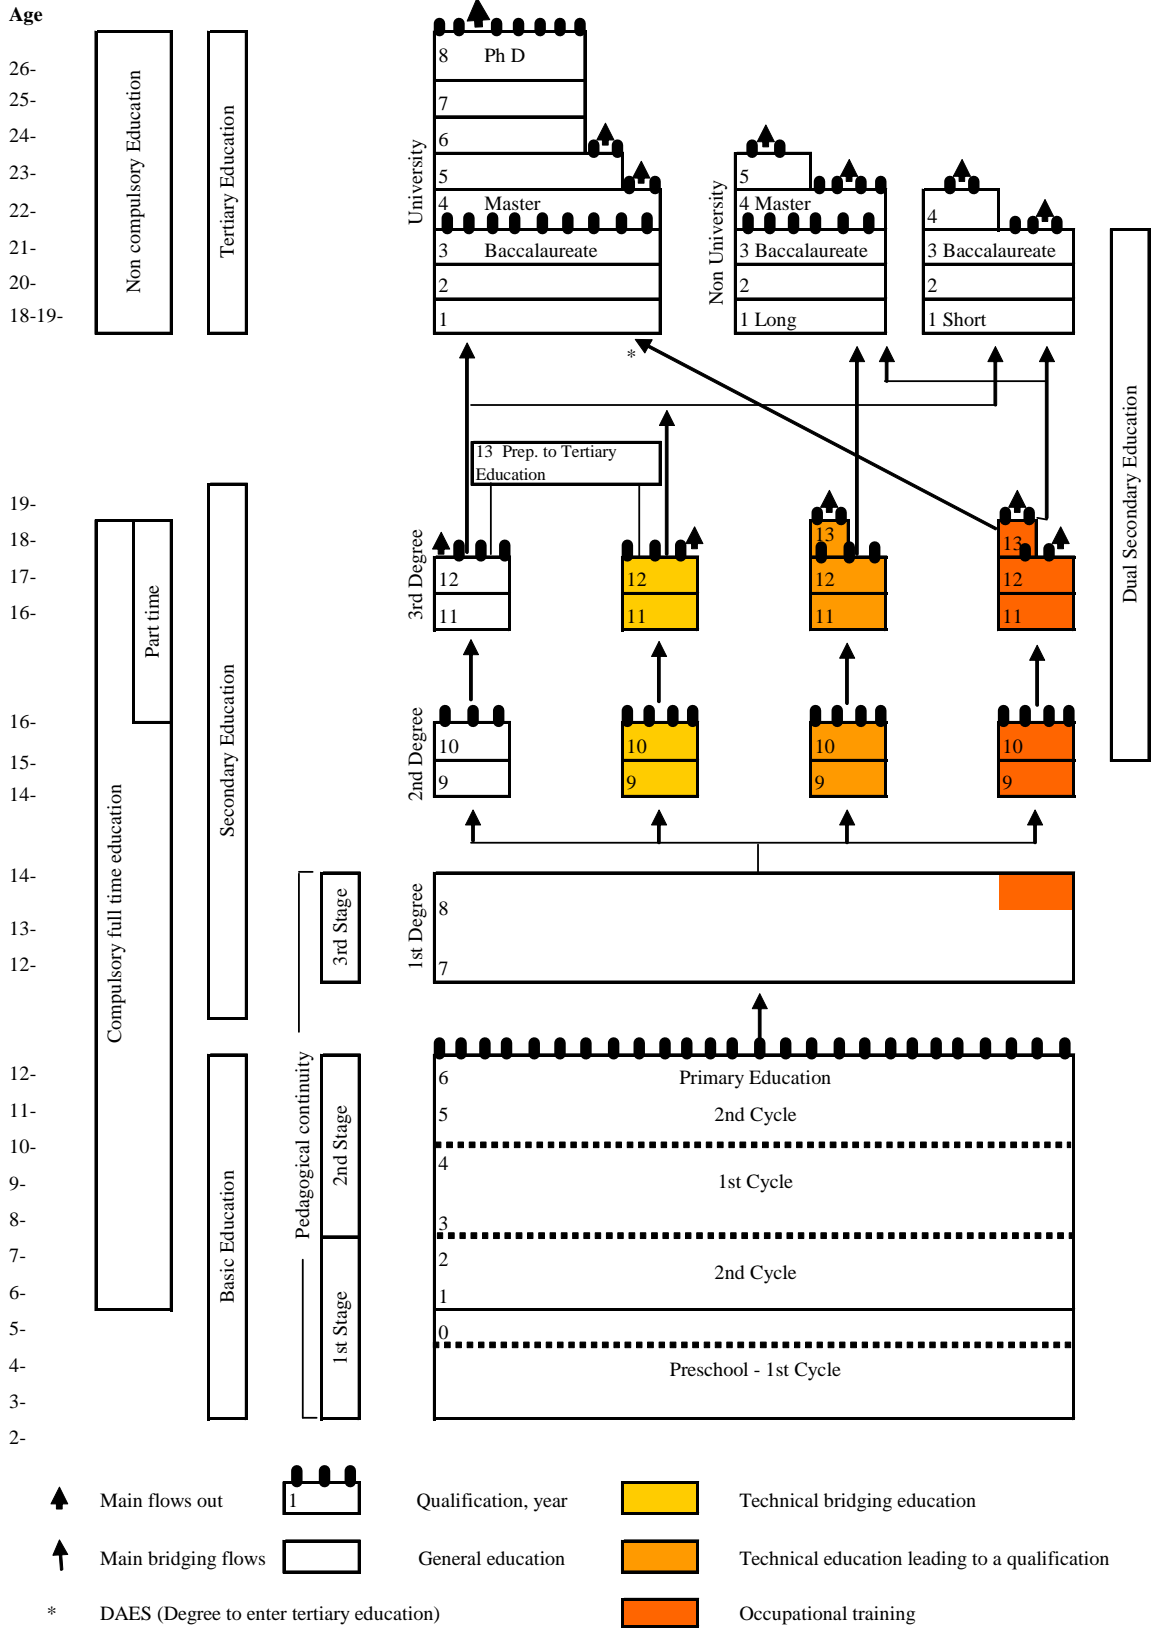 Age
26-
25-
24-
23-
22-
21-
20-
18-19-
Non compulsory Education
Tertiary Education
University
8 Ph D
7
6
5
4 Master
3 Baccalaureate
2
1
Non University
5
4 Master
3 Baccalaureate
2
1 Long
4
3 Baccalaureate
2
1 Short
*
Dual Secondary Education
13 Prep. to Tertiary
Education
19-
18-
17-
16-
16-
15-
14-
14-
13-
12-
Compulsory full time education
Part time
Secondary Education
3rd Degree
12
11
12
11
13
12
11
13
12
11
2nd Degree
10
9
10
9
10
9
10
9
3rd Stage
1st Degree
8
7
12-
11-
10-
9-
8-
7-
6-
5-
4-
3-
2-
Basic Education
Pedagogical continuity
2nd Stage
1st Stage
6 Primary Education
5 2nd Cycle
4
1st Cycle
3
2
2nd Cycle
1
0
Preschool - 1st Cycle
Main flows out
1
Qualification, year
Technical bridging education
Main bridging flows
General education
Technical education leading to a qualification
* DAES (Degree to enter tertiary education)
Occupational training